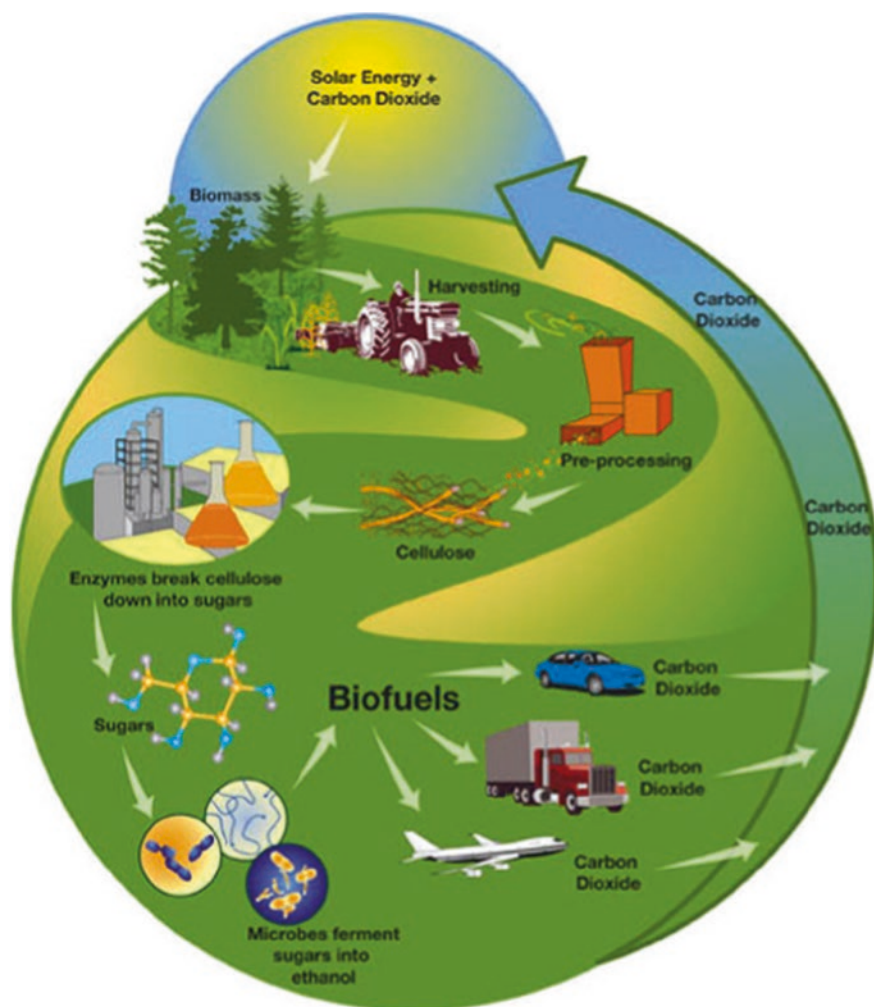 Solar Energy +
Carbon Dioxide
Biomass
Harvesting
Carbon
Dioxide
Pre-processing
Carbon
Dioxide
Cellulose
Enzymes break cellulose
down into sugars
Sugars
Biofuels
Carbon
Dioxide
Carbon
Dioxide
Carbon
Dioxide
Microbes ferment
sugars into
ethanol